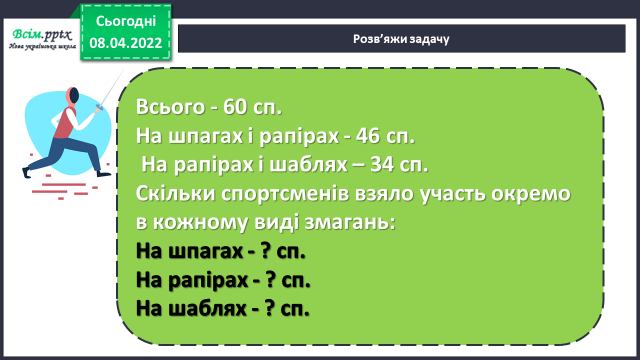 Всім.pptx
Нова українська школа
Сьогодні
08.04.2022
Розв’яжи задачу
Всього - 60 сп.
На шпагах і рапірах - 46 сп.
На рапірах і шаблях – 34 сп.
Скільки спортсменів взяло участь окремо
в кожному виді змагань:
На шпагах - ? сп.
На рапірах - ? сп.
На шаблях - ? сп.